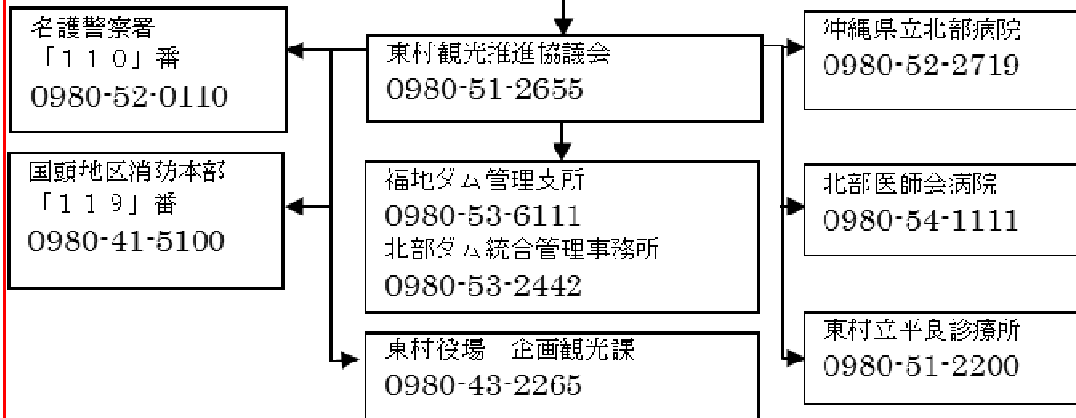 名護警察署
「１１０」番
0980-52-0110
国頭地区消防本部
「１１９」番
0980-41-5100
東村観光推進協議会
0980-51-2655
福地ダム管理支所
0980-53-6111
北部ダム統合管理事務所
0980-53-2442
東村役場　企画観光課
0980-43-2265
沖縄県立北部病院
0980-52-2719
北部医師会病院
0980-54-1111
東村立平良診療所
0980-51-2200